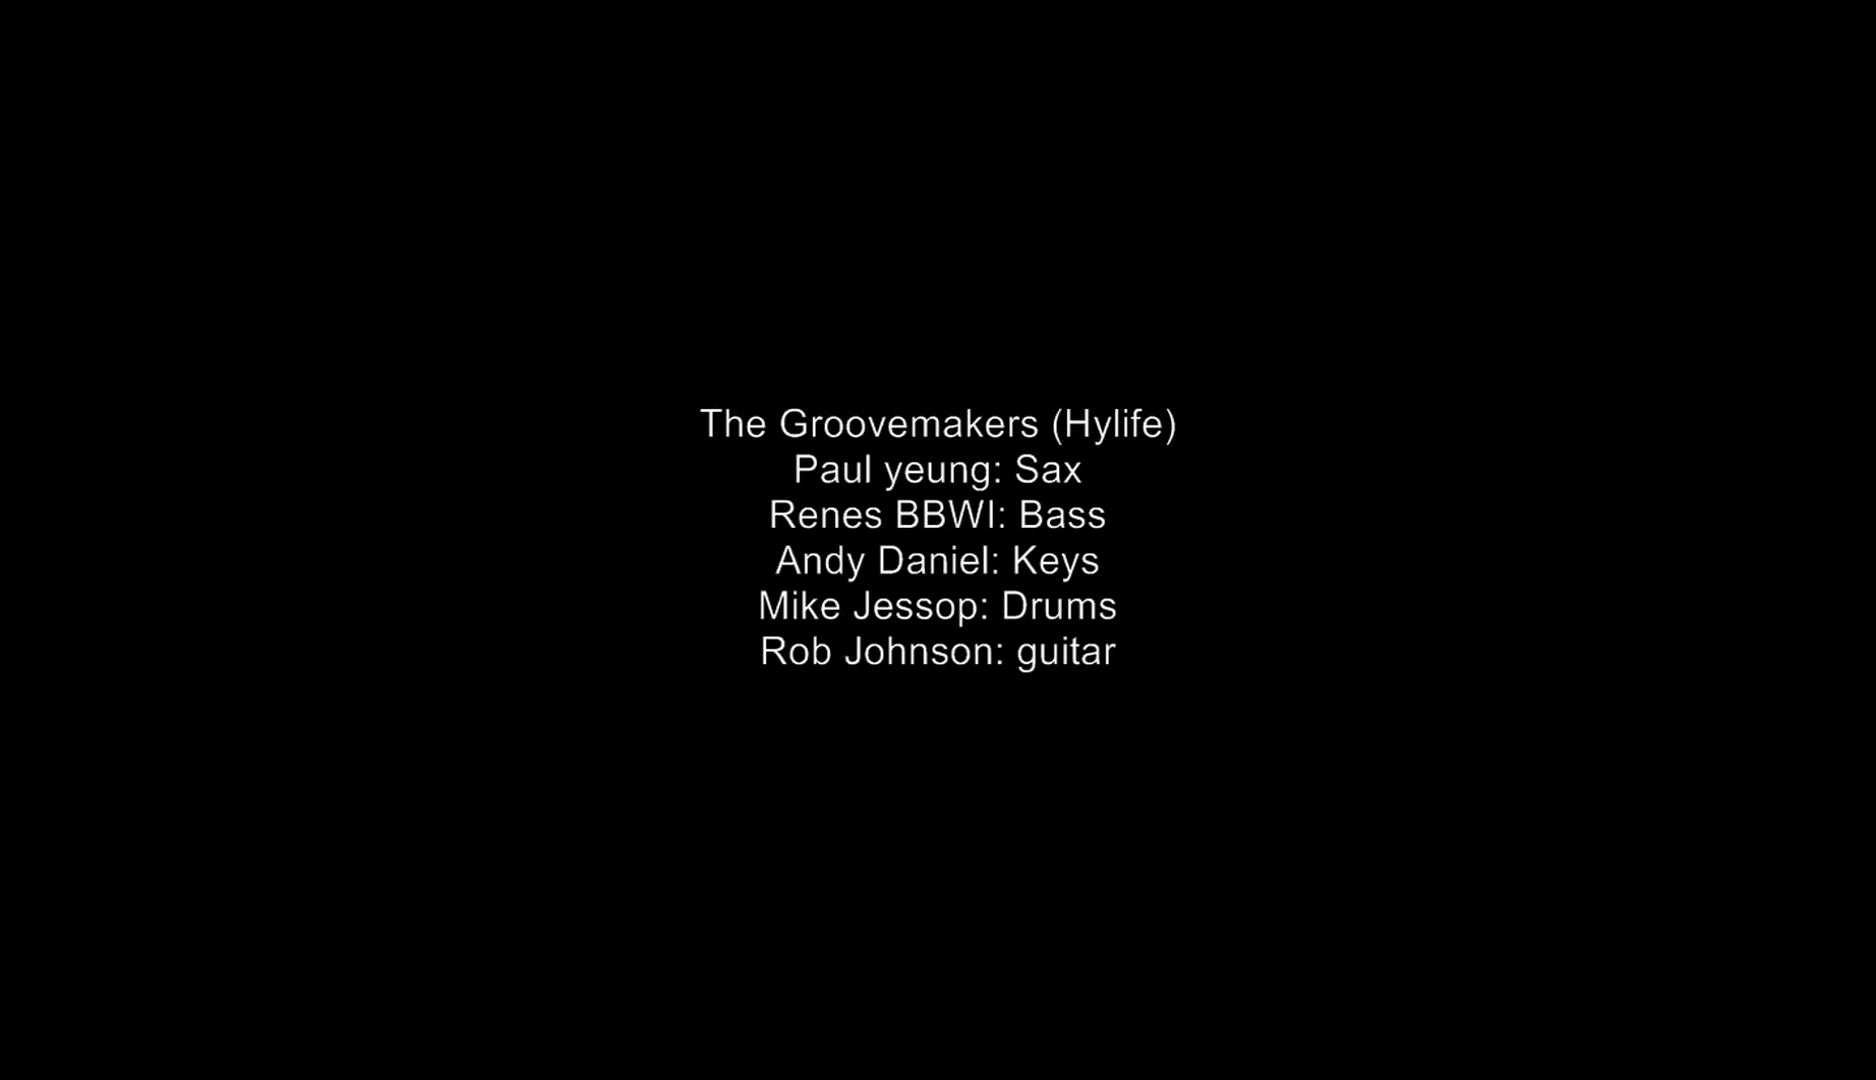 The Groovemakers (Hylife)
Paul yeung: Sax
Renes BBWI: Bass
Andy Daniel: Keys
Mike Jessop: Drums
Rob Johnson: guitar